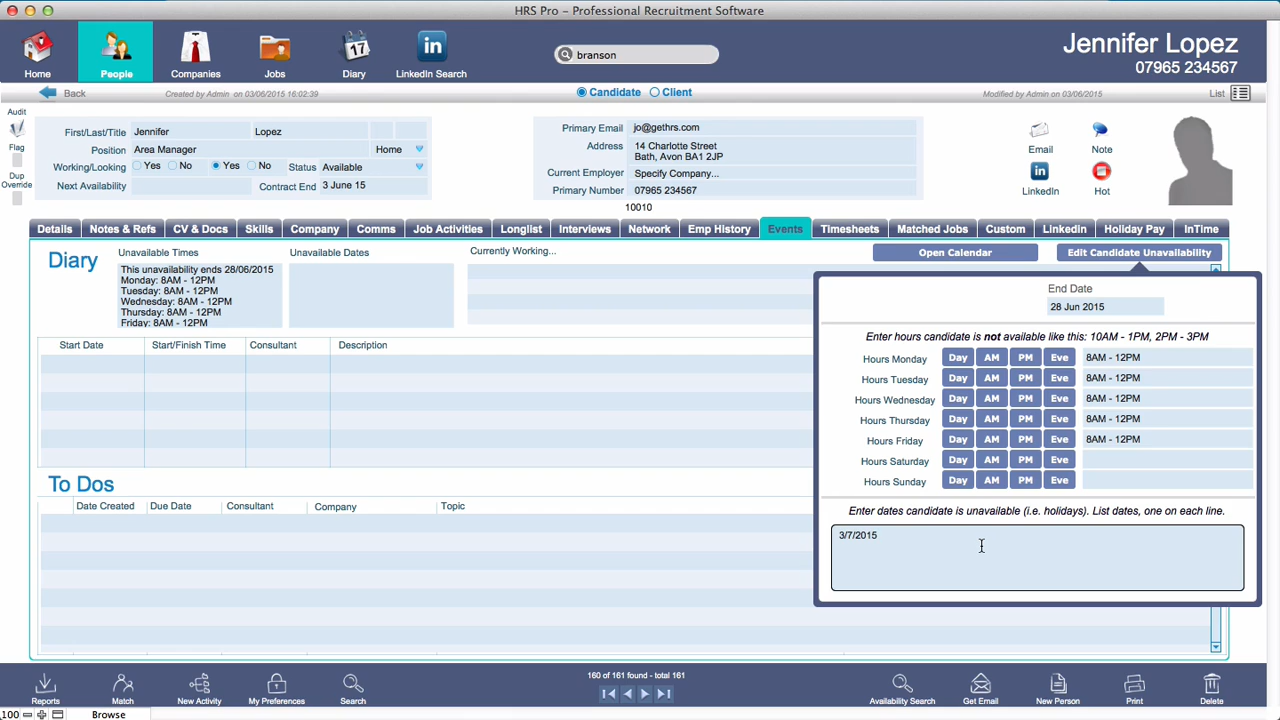 HRS Pro - Professional Recruitment Software
Home
People
Companies
Jobs
17
Diary
in
LinkedIn Search
branson
Jennifer Lopez
07965 234567
Back
Created by Admin on 03/06/2015 16:02:39
Candidate Client
Modified by Admin on 03/06/2015
List
Audit
Flag
Dup
Override
First/Last/Title Jennifer Lopez
Position Area Manager Home
Working/Looking Yes No Yes No Status Available
Next Availability Contract End 3 June 15
Primary Email jo@gethrs.com
Address 14 Charlotte Street
Bath, Avon BA1 2JP
Current Employer Specify Company...
Primary Number 07965 234567
10010
Email Note
in
LinkedIn Hot
Details Notes & Refs CV & Docs Skills Company Comms Job Activities Longlist Interviews Network Emp History Events Timesheets Matched Jobs Custom Linkedin Holiday Pay InTime
Diary
Unavailable Times
This unavailability ends 28/06/2015
Monday: 8AM - 12PM
Tuesday: 8AM - 12PM
Wednesday: 8AM - 12PM
Thursday: 8AM - 12PM
Friday: 8AM - 12PM
Unavailable Dates
Currently Working...
Open Calendar
Edit Candidate Unavailability
Start Date Start/Finish Time Consultant Description
To Dos
Date Created Due Date Consultant Company Topic
End Date
28 Jun 2015
Enter hours candidate is not available like this: 10AM - 1PM, 2PM - 3PM
Hours Monday Day AM PM Eve 8AM - 12PM
Hours Tuesday Day AM PM Eve 8AM - 12PM
Hours Wednesday Day AM PM Eve 8AM - 12PM
Hours Thursday Day AM PM Eve 8AM - 12PM
Hours Friday Day AM PM Eve 8AM - 12PM
Hours Saturday Day AM PM Eve
Hours Sunday Day AM PM Eve
Enter dates candidate is unavailable (i.e. holidays). List dates, one on each line.
3/7/2015
Reports
Match
New Activity
My Preferences
Search
160 of 161 found - total 161
Availability Search
Get Email
New Person
Print
Delete
100
Browse